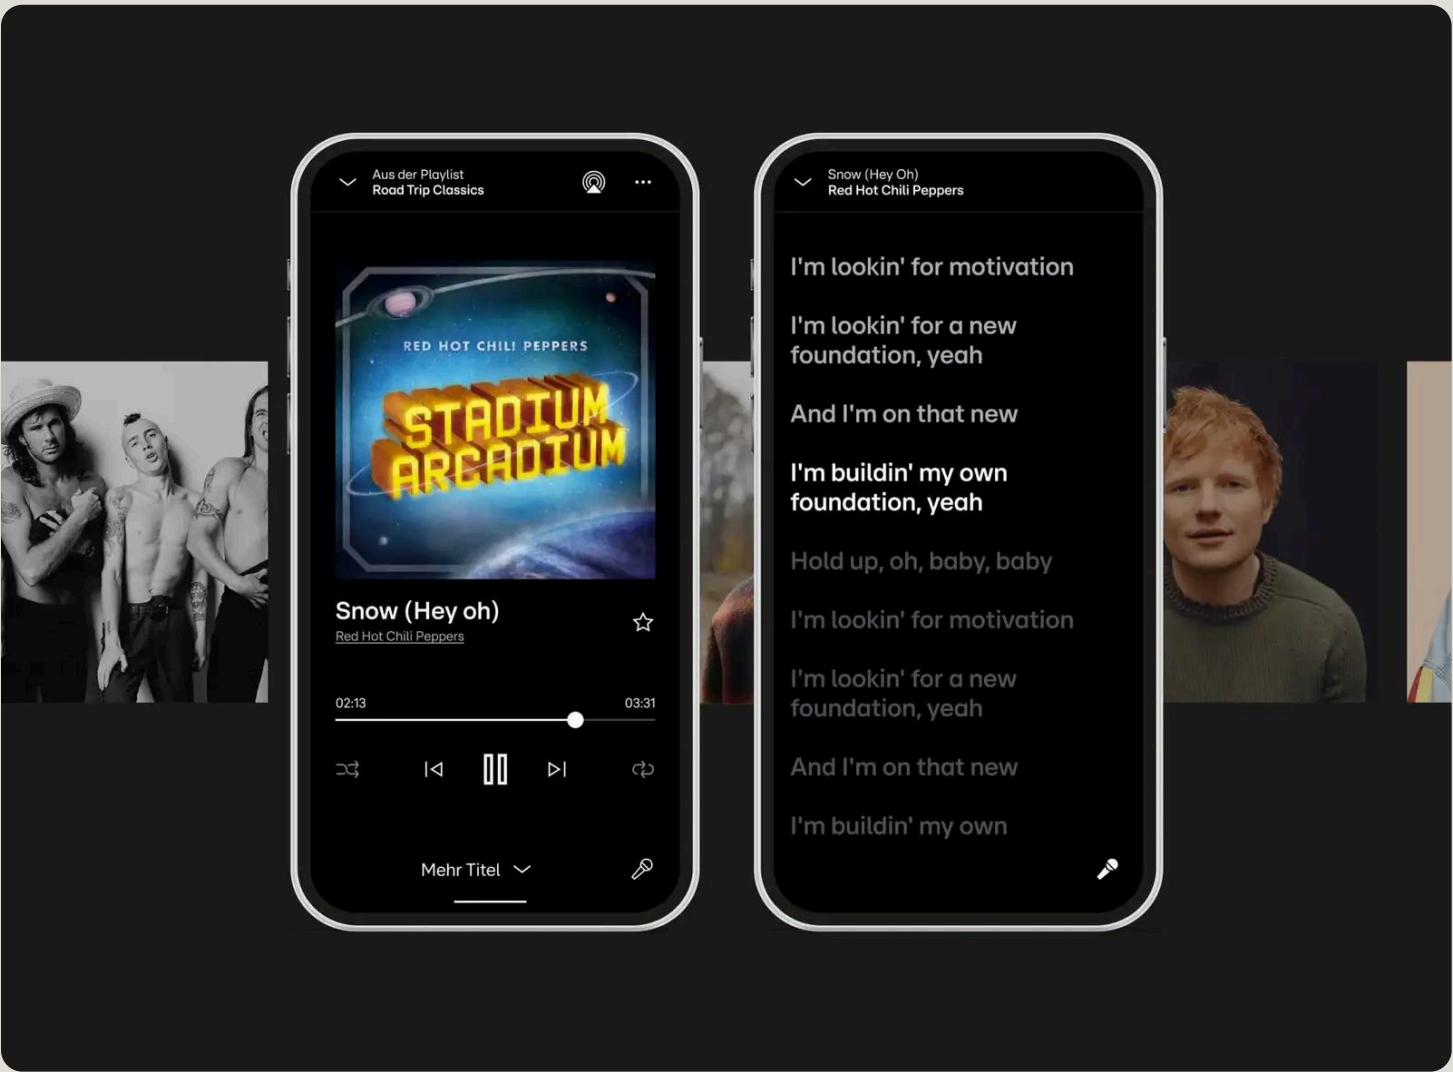 Aus der Playlist
Road Trip Classics
RED HOT CHILI PEPPERS
STADIUM
ARCADIUM
Snow (Hey oh)
Red Hot Chili Peppers
02:13
03:31
Mehr Titel
Snow (Hey Oh)
Red Hot Chili Peppers
I'm lookin' for motivation
I'm lookin' for a new
foundation, yeah
And I'm on that new
I'm buildin' my own
foundation, yeah
Hold up, oh, baby, baby
I'm lookin' for motivation
I'm lookin' for a new
foundation, yeah
And I'm on that new
I'm buildin' my own